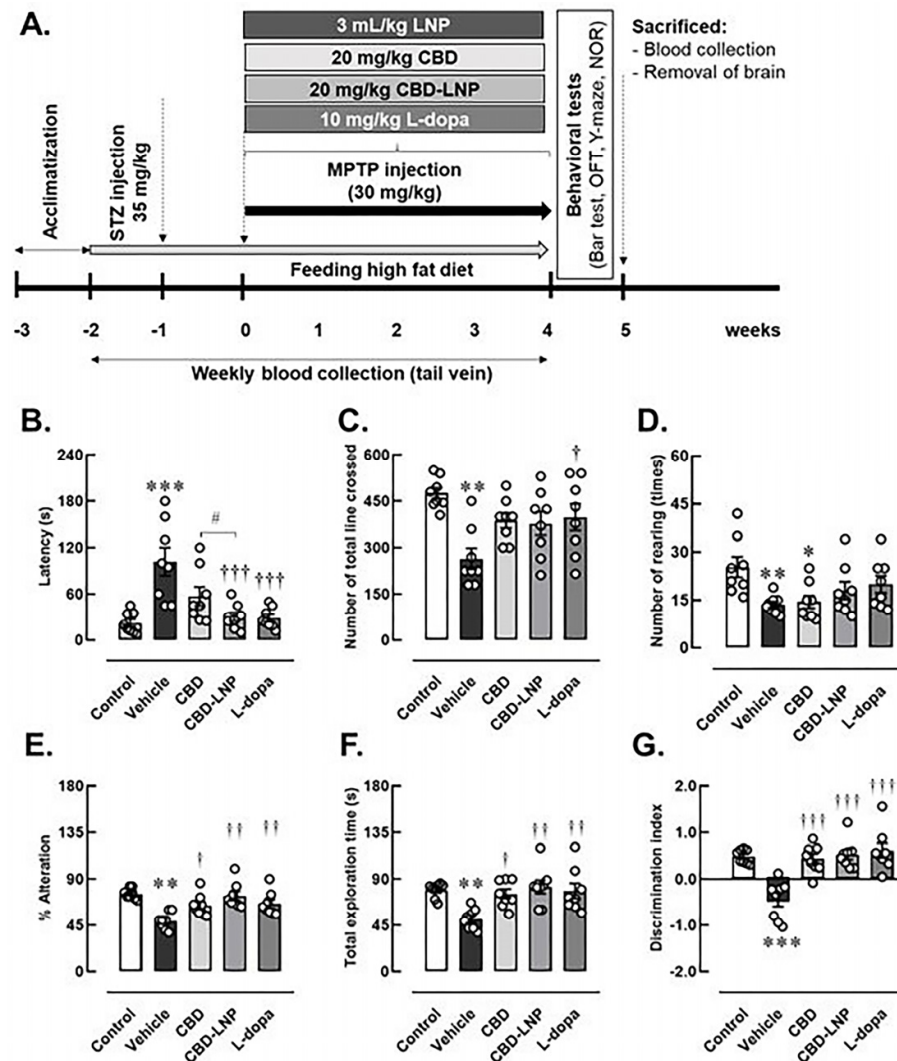 A.
3 mL/kg LNP
20 mg/kg CBD
20 mg/kg CBD-LNP
10 mg/kg L-dopa
MPTP injection
(30 mg/kg)
Acclimatization
STZ injection
35 mg/kg
Feeding high fat diet
Behavioral tests
(Bar test, OFT, Y-maze, NOR)
Sacrificed:
- Blood collection
- Removal of brain
-3 -2 -1 0 1 2 3 4 5 weeks
Weekly blood collection (tail vein)
B.
Latency (s)
240
180
120
60
0
***
#
†††
†††
Control
Vehicle
CBD
CBD-LNP
L-dopa
C.
Number of total line crossed
600
450
300
150
0
**
†
Control
Vehicle
CBD
CBD-LNP
L-dopa
D.
Number of rearing (times)
60
45
30
15
0
**
*
Control
Vehicle
CBD
CBD-LNP
L-dopa
E.
% Alteration
180
135
90
45
0
**
†
††
††
Control
Vehicle
CBD
CBD-LNP
L-dopa
F.
Total exploration time (s)
180
135
90
45
0
**
†
††
††
Control
Vehicle
CBD
CBD-LNP
L-dopa
G.
Discrimination index
2.0
1.0
0.0
-1.0
-2.0
***
†††
†††
†††
Control
Vehicle
CBD
CBD-LNP
L-dopa